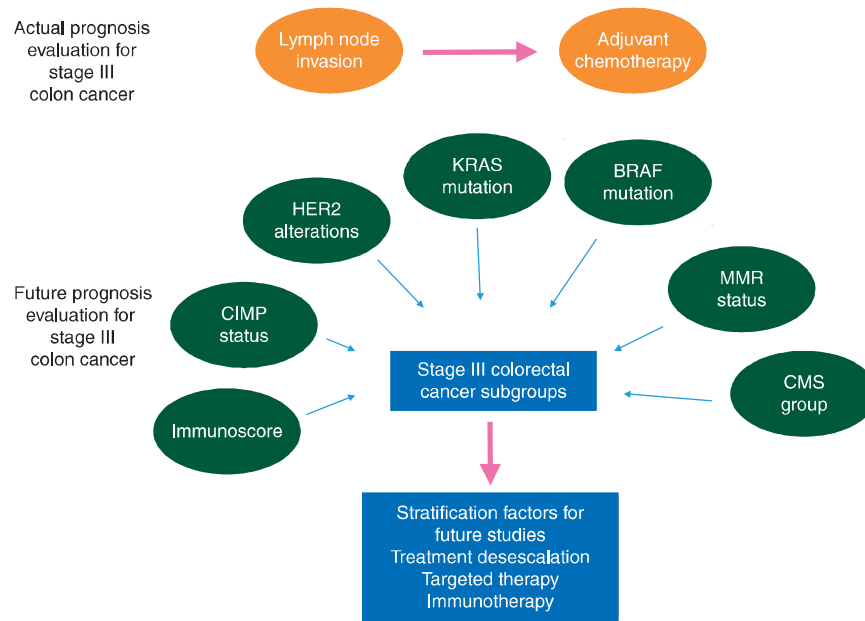 Actual prognosis
evaluation for
stage III
colon cancer
Lymph node
invasion
Adjuvant
chemotherapy
KRAS
mutation
BRAF
mutation
HER2
alterations
MMR
status
Future prognosis
evaluation for
stage III
colon cancer
CIMP
status
Stage III colorectal
cancer subgroups
CMS
group
Immunoscore
Stratification factors for
future studies
Treatment desescalation
Targeted therapy
Immunotherapy